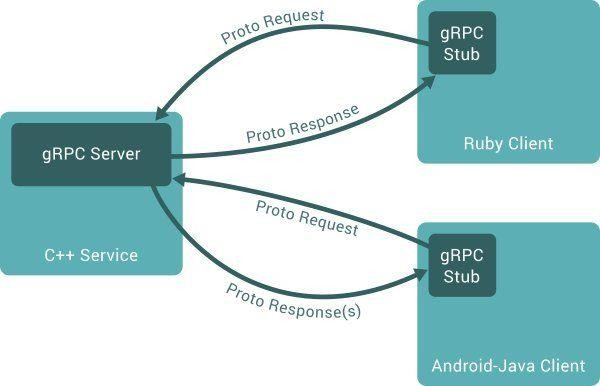 Proto Request
gRPC
Stub
Proto Response
Ruby Client
gRPC Server
C++ Service
Proto Request
gRPC
Stub
Proto Response(s)
Android-Java Client